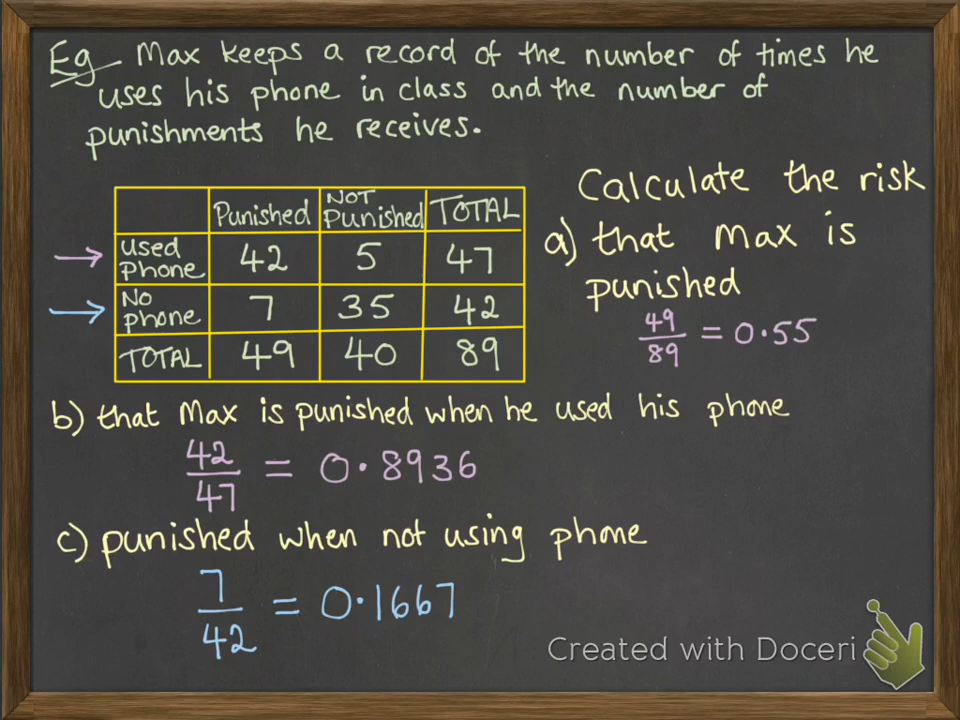 Eg. Max keeps a record of the number of times he
uses his phone in class and the number of
punishments he receives.
Calculate the risk
a) that Max is
punished
49/89 = 0.55
Punished NOT Punished TOTAL
Used phone 42 5 47
No phone 7 35 42
TOTAL 49 40 89
b) that Max is punished when he used his phone
42/47 = 0.8936
c) punished when not using phone
7/42 = 0.1667
Created with Doceri